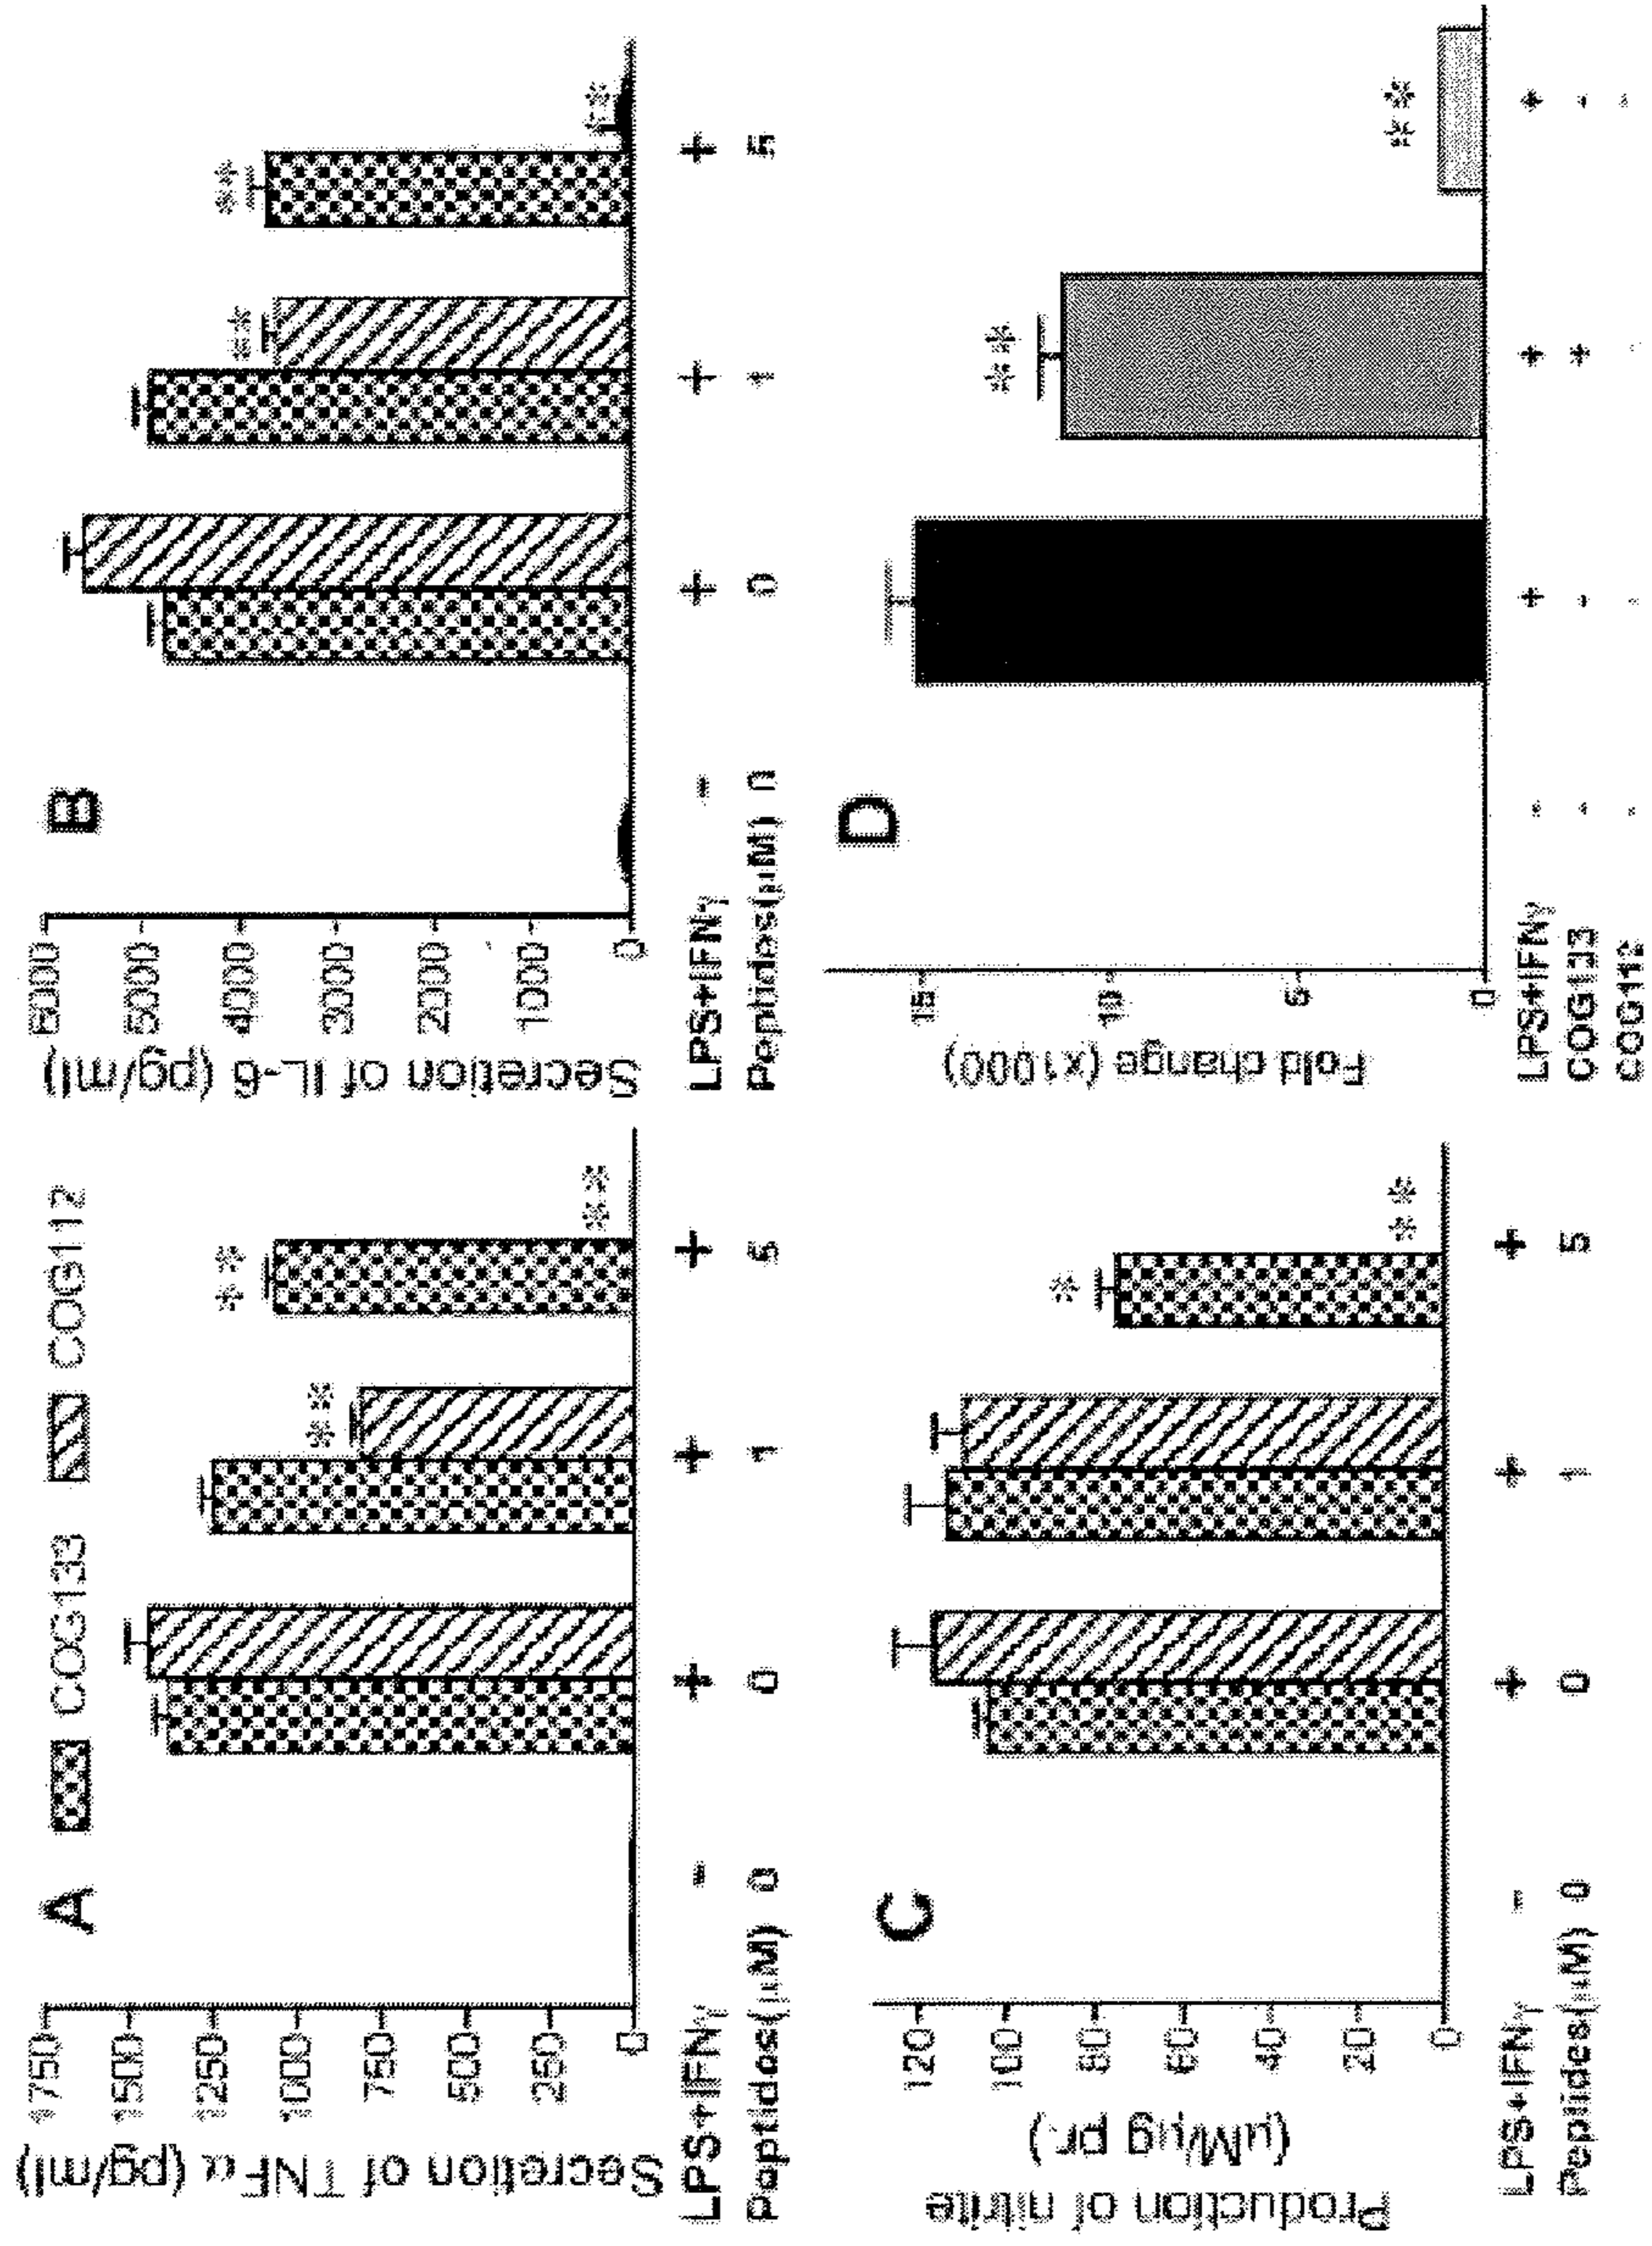 A
COG133 COG112
Secretion of TNFα (pg/ml)
1750
1500
1250
1000
750
500
250
0
** ** **
LPS+IFNγ - + + +
Peptides(μM) 0 0 1 5
B
Secretion of IL-6 (pg/ml)
6000
5000
4000
3000
2000
1000
0
** ** **
LPS+IFNγ - + + +
Peptides(μM) 0 0 1 5
C
Production of nitrite
(μM/μg pr.)
120
100
80
60
40
20
0
* **
LPS+IFNγ - + + +
Peptides(μM) 0 0 1 5
D
Fold change (x1000)
15
10
5
0
** **
LPS+IFNγ - + + +
COG133 - - + -
COG112 - - - -